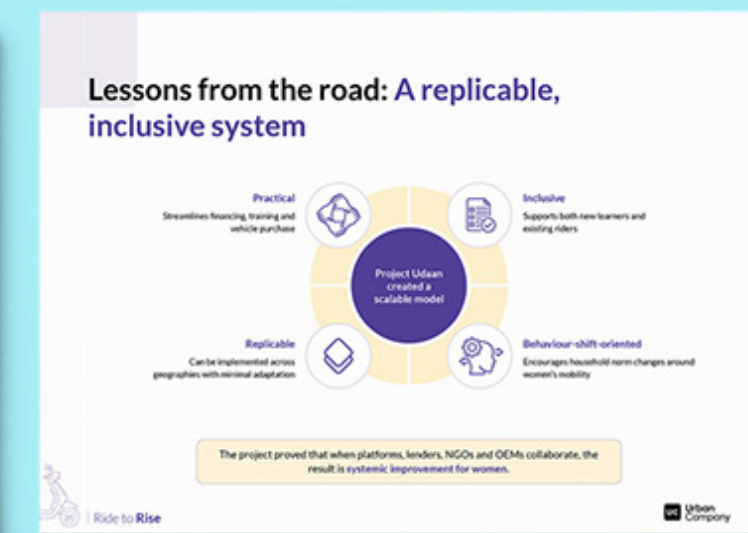 Lessons from the road: A replicable,
inclusive system
Practical
Streamlines financing, training and
vehicle purchase
Inclusive
Supports both new learners and
existing riders
Project Udaan
created a
scalable model
Replicable
Can be implemented across
geographies with minimal adaptation
Behaviour-shift-oriented
Encourages household norm changes around
women's mobility
The project proved that when platforms, lenders, NGOs and OEMs collaborate, the
result is systemic improvement for women.
Ride to Rise
UC
Urban
Company